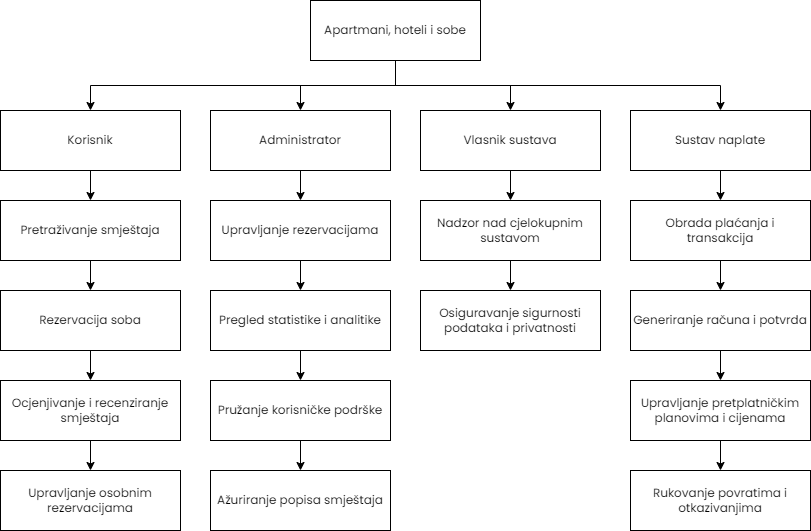 Apartmani, hoteli i sobe
Korisnik
Administrator
Vlasnik sustava
Sustav naplate
Pretraživanje smještaja
Upravljanje rezervacijama
Nadzor nad cjelokupnim
sustavom
Obrada plaćanja i
transakcija
Rezervacija soba
Pregled statistike i analitike
Osiguravanje sigurnosti
podataka i privatnosti
Generiranje računa i potvrda
Ocjenjivanje i recenziranje
smještaja
Pružanje korisničke podrške
Upravljanje pretplatničkim
planovima i cijenama
Upravljanje osobnim
rezervacijama
Ažuriranje popisa smještaja
Rukovanje povratima i
otkazivanjima